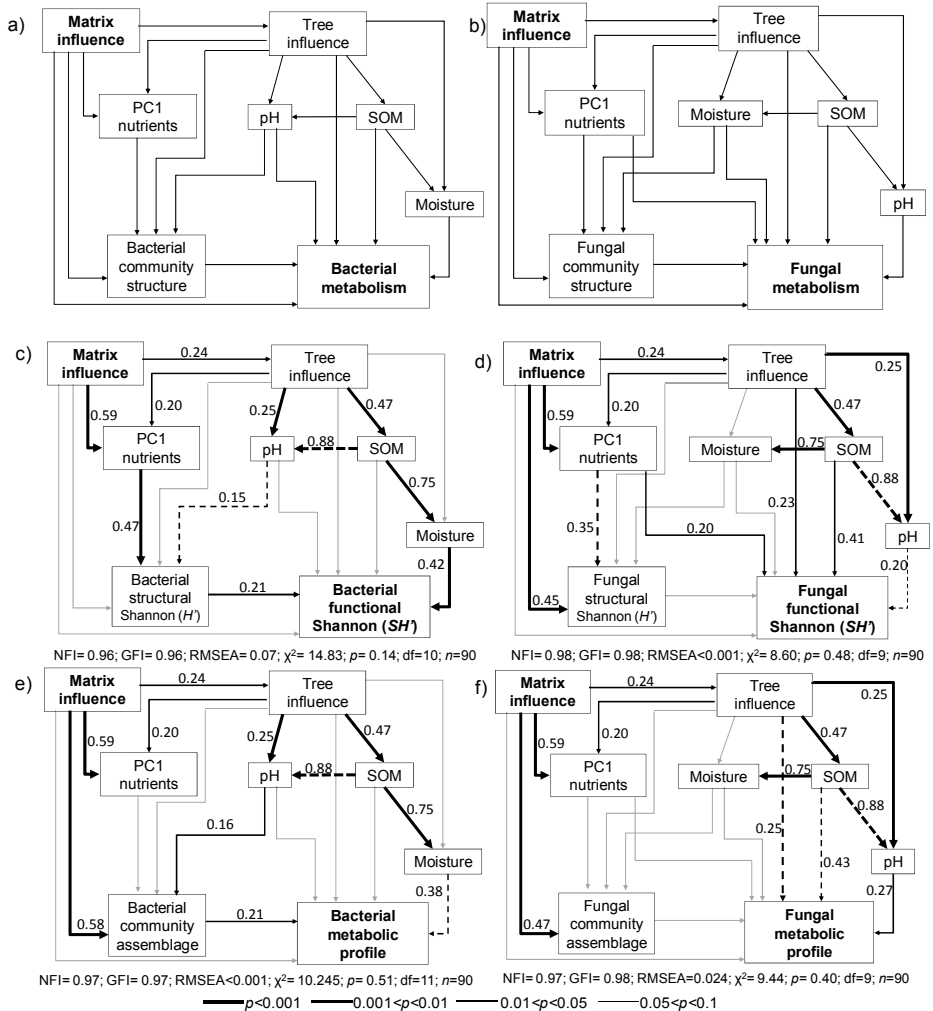 a)
Matrix
influence
Tree
influence
PC1
nutrients
pH
SOM
Moisture
Bacterial
community
structure
Bacterial
metabolism
b)
Matrix
influence
Tree
influence
PC1
nutrients
Moisture
SOM
pH
Fungal
community
structure
Fungal
metabolism
c)
Matrix
influence
0.24
Tree
influence
0.59
0.20
0.25
0.47
PC1
nutrients
pH
0.88
SOM
0.15
0.75
0.47
Moisture
0.42
Bacterial
structural
Shannon (H')
0.21
Bacterial
functional
Shannon (SH')
NFI= 0.96; GFI= 0.96; RMSEA= 0.07; χ²= 14.83; p= 0.14; df=10; n=90
d)
Matrix
influence
0.24
Tree
influence
0.25
0.59
0.20
0.47
PC1
nutrients
Moisture
0.75
SOM
0.88
0.35
0.23
0.20
0.41
pH
0.20
0.45
Fungal
structural
Shannon (H')
Fungal
functional
Shannon (SH')
NFI= 0.98; GFI= 0.98; RMSEA<0.001; χ²= 8.60; p= 0.48; df=9; n=90
e)
Matrix
influence
0.24
Tree
influence
0.59
0.20
0.25
0.47
PC1
nutrients
pH
0.88
SOM
0.16
0.75
Moisture
0.38
0.58
Bacterial
community
assemblage
0.21
Bacterial
metabolic
profile
NFI= 0.97; GFI= 0.97; RMSEA<0.001; χ²= 10.245; p= 0.51; df=11; n=90
f)
Matrix
influence
0.24
Tree
influence
0.25
0.59
0.20
0.47
PC1
nutrients
Moisture
0.75
SOM
0.88
0.25
0.43
pH
0.27
0.47
Fungal
community
assemblage
Fungal
metabolic
profile
NFI= 0.97; GFI= 0.98; RMSEA=0.024; χ²= 9.44; p= 0.40; df=9; n=90
p<0.001 0.001<p<0.01 0.01<p<0.05 0.05<p<0.1